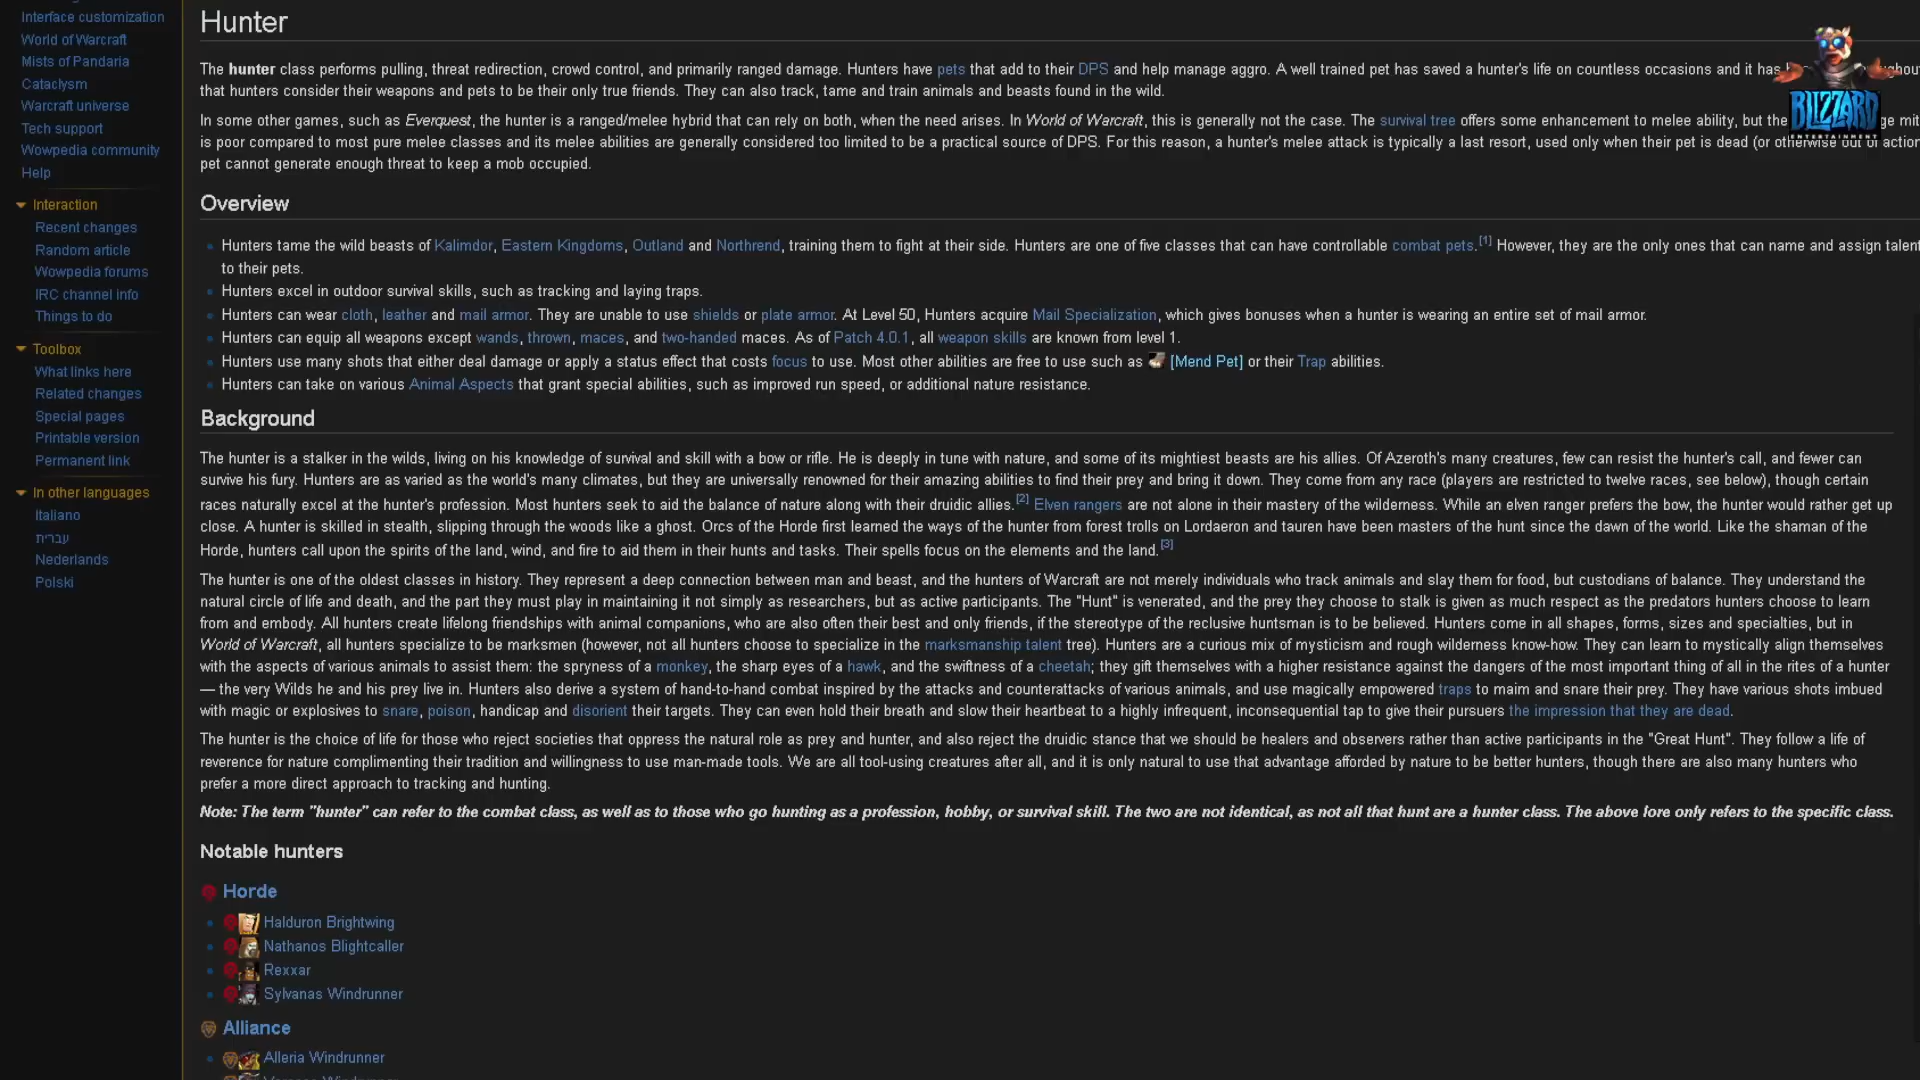 Interface customization
World of Warcraft
Mists of Pandaria
Cataclysm
Warcraft universe
Tech support
Wowpedia community
Help
Interaction
Recent changes
Random article
Wowpedia forums
IRC channel info
Things to do
Toolbox
What links here
Related changes
Special pages
Printable version
Permanent link
In other languages
Italiano
עברית
Nederlands
Polski
Hunter
The hunter class performs pulling, threat redirection, crowd control, and primarily ranged damage. Hunters have pets that add to their DPS and help manage aggro. A well trained pet has saved a hunter's life on countless occasions and it has
that hunters consider their weapons and pets to be their only true friends. They can also track, tame and train animals and beasts found in the wild.
In some other games, such as Everquest, the hunter is a ranged/melee hybrid that can rely on both, when the need arises. In World of Warcraft, this is generally not the case. The survival tree offers some enhancement to melee ability, but the
is poor compared to most pure melee classes and its melee abilities are generally considered too limited to be a practical source of DPS. For this reason, a hunter's melee attack is typically a last resort, used only when their pet is dead (or otherwise out of action
pet cannot generate enough threat to keep a mob occupied.
BLIZZARD
ENTERTAINMENT
Overview
Hunters tame the wild beasts of Kalimdor, Eastern Kingdoms, Outland and Northrend, training them to fight at their side. Hunters are one of five classes that can have controllable combat pets.[1] However, they are the only ones that can name and assign talent
to their pets.
Hunters excel in outdoor survival skills, such as tracking and laying traps.
Hunters can wear cloth, leather and mail armor. They are unable to use shields or plate armor. At Level 50, Hunters acquire Mail Specialization, which gives bonuses when a hunter is wearing an entire set of mail armor.
Hunters can equip all weapons except wands, thrown, maces, and two-handed maces. As of Patch 4.0.1, all weapon skills are known from level 1.
Hunters use many shots that either deal damage or apply a status effect that costs focus to use. Most other abilities are free to use such as [Mend Pet] or their Trap abilities.
Hunters can take on various Animal Aspects that grant special abilities, such as improved run speed, or additional nature resistance.
Background
The hunter is a stalker in the wilds, living on his knowledge of survival and skill with a bow or rifle. He is deeply in tune with nature, and some of its mightiest beasts are his allies. Of Azeroth's many creatures, few can resist the hunter's call, and fewer can
survive his fury. Hunters are as varied as the world's many climates, but they are universally renowned for their amazing abilities to find their prey and bring it down. They come from any race (players are restricted to twelve races, see below), though certain
races naturally excel at the hunter's profession. Most hunters seek to aid the balance of nature along with their druidic allies.[2] Elven rangers are not alone in their mastery of the wilderness. While an elven ranger prefers the bow, the hunter would rather get up
close. A hunter is skilled in stealth, slipping through the woods like a ghost. Orcs of the Horde first learned the ways of the hunter from forest trolls on Lordaeron and tauren have been masters of the hunt since the dawn of the world. Like the shaman of the
Horde, hunters call upon the spirits of the land, wind, and fire to aid them in their hunts and tasks. Their spells focus on the elements and the land.[3]
The hunter is one of the oldest classes in history. They represent a deep connection between man and beast, and the hunters of Warcraft are not merely individuals who track animals and slay them for food, but custodians of balance. They understand the
natural circle of life and death, and the part they must play in maintaining it not simply as researchers, but as active participants. The "Hunt" is venerated, and the prey they choose to stalk is given as much respect as the predators hunters choose to learn
from and embody. All hunters create lifelong friendships with animal companions, who are also often their best and only friends, if the stereotype of the reclusive huntsman is to be believed. Hunters come in all shapes, forms, sizes and specialties, but in
World of Warcraft, all hunters specialize to be marksmen (however, not all hunters choose to specialize in the marksmanship talent tree). Hunters are a curious mix of mysticism and rough wilderness know-how. They can learn to mystically align themselves
with the aspects of various animals to assist them: the spryness of a monkey, the sharp eyes of a hawk, and the swiftness of a cheetah; they gift themselves with a higher resistance against the dangers of the most important thing of all in the rites of a hunter
— the very Wilds he and his prey live in. Hunters also derive a system of hand-to-hand combat inspired by the attacks and counterattacks of various animals, and use magically empowered traps to maim and snare their prey. They have various shots imbued
with magic or explosives to snare, poison, handicap and disorient their targets. They can even hold their breath and slow their heartbeat to a highly infrequent, inconsequential tap to give their pursuers the impression that they are dead.
The hunter is the choice of life for those who reject societies that oppress the natural role as prey and hunter, and also reject the druidic stance that we should be healers and observers rather than active participants in the "Great Hunt". They follow a life of
reverence for nature complimenting their tradition and willingness to use man-made tools. We are all tool-using creatures after all, and it is only natural to use that advantage afforded by nature to be better hunters, though there are also many hunters who
prefer a more direct approach to tracking and hunting.
Note: The term "hunter" can refer to the combat class, as well as to those who go hunting as a profession, hobby, or survival skill. The two are not identical, as not all that hunt are a hunter class. The above lore only refers to the specific class.
Notable hunters
Horde
Halduron Brightwing
Nathanos Blightcaller
Rexxar
Sylvanas Windrunner
Alliance
Alleria Windrunner